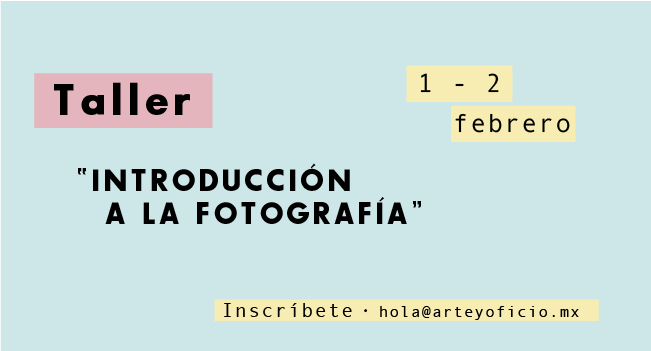 Taller
1 - 2
febrero
"INTRODUCCIÓN
A LA FOTOGRAFÍA"
Inscríbete · hola@arteyoficio.mx